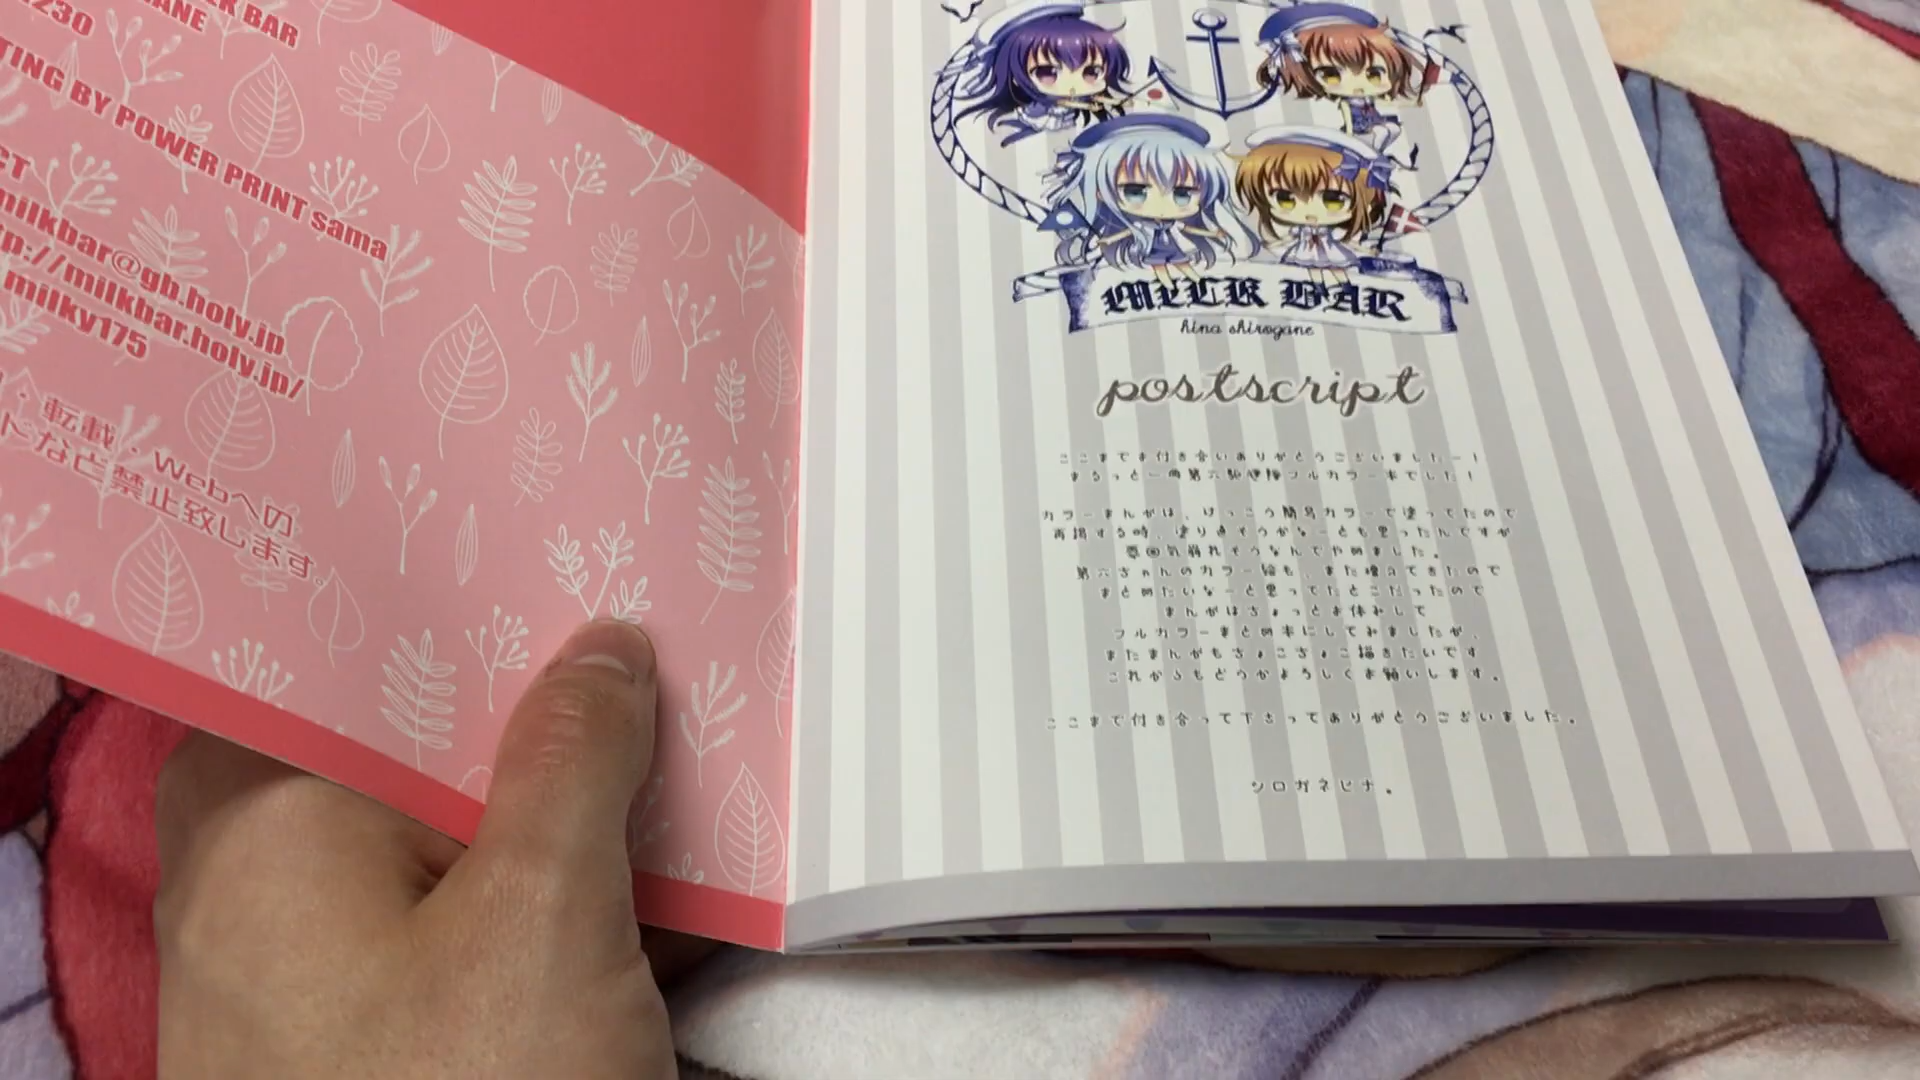 K BAR
ANE
1230
TING BY POWER PRINT sama
CT
milkbar@gb.holy.jp
tp://milkbar.holy.jp/
milky175
・転載・Webへの
ドなど禁止致します。
MILK BAR
hina shirogane
postscript
ここまでお付き合いありがとうございましたー！
まるっと一冊第六駆逐隊フルカラー本でした！
カラーまんがは、けっこう簡易カラーで塗ってたので
再掲する時、塗り直そうかなーとも思ったんですが
雰囲気崩れそうなんでやめました。
第六ちゃんのカラー絵も、また増えてきたので
まとめたいなーと思ってたとこだったので
まんがはちょっとお休みして
フルカラーまとめ本にしてみましたが、
またまんがもちょこちょこ描きたいです
これからもどうかよろしくお願いします。
ここまで付き合って下さってありがとうございました。
シロガネヒナ。